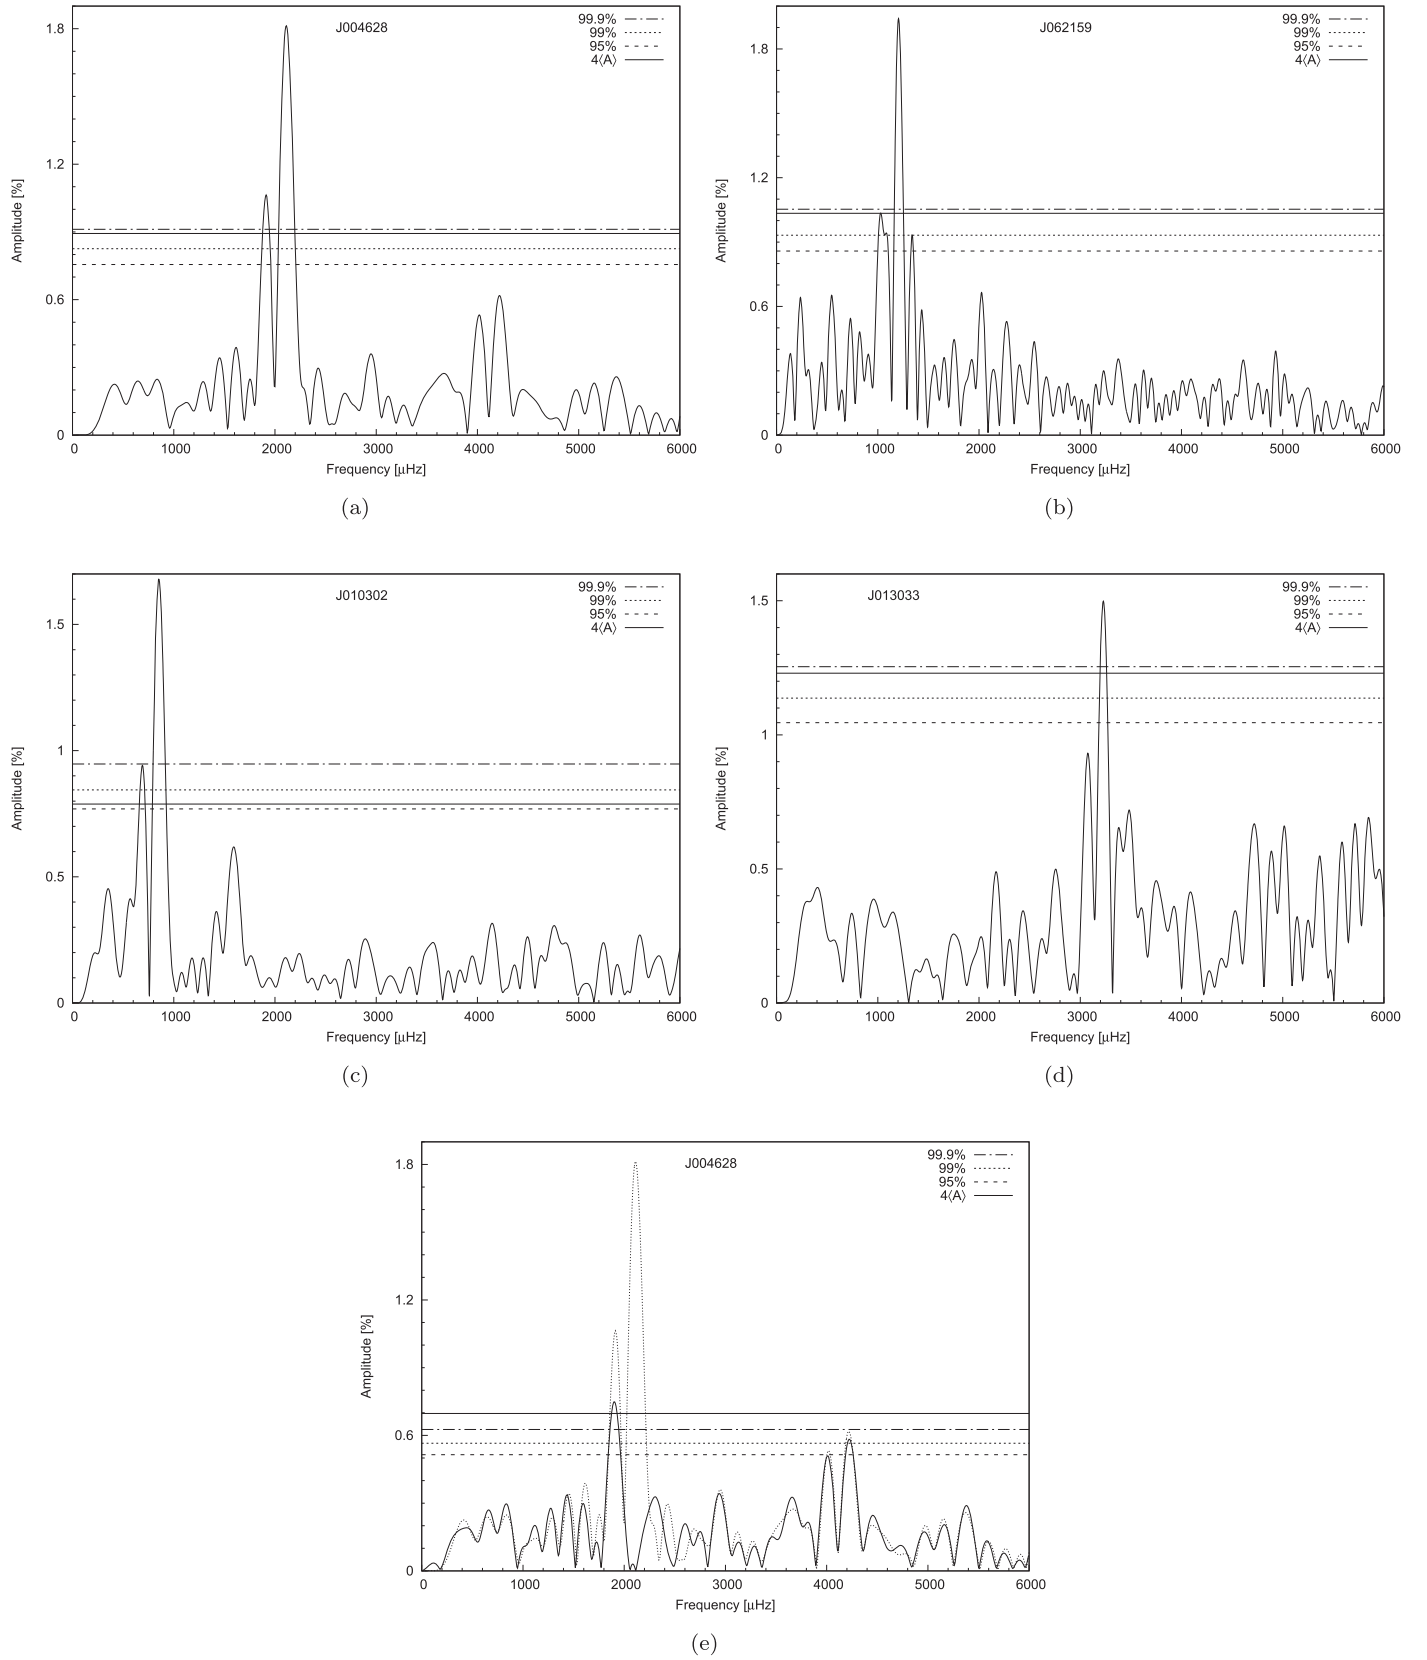 J004628
99.9%
99%
95%
4⟨A⟩
Amplitude [%]
1.8
1.2
0.6
0
0 1000 2000 3000 4000 5000 6000
Frequency [μHz]
(a)
J062159
99.9%
99%
95%
4⟨A⟩
Amplitude [%]
1.8
1.2
0.6
0
0 1000 2000 3000 4000 5000 6000
Frequency [μHz]
(b)
J010302
99.9%
99%
95%
4⟨A⟩
Amplitude [%]
1.5
1
0.5
0
0 1000 2000 3000 4000 5000 6000
Frequency [μHz]
(c)
J013033
99.9%
99%
95%
4⟨A⟩
Amplitude [%]
1.5
1
0.5
0
0 1000 2000 3000 4000 5000 6000
Frequency [μHz]
(d)
J004628
99.9%
99%
95%
4⟨A⟩
Amplitude [%]
1.8
1.2
0.6
0
0 1000 2000 3000 4000 5000 6000
Frequency [μHz]
(e)